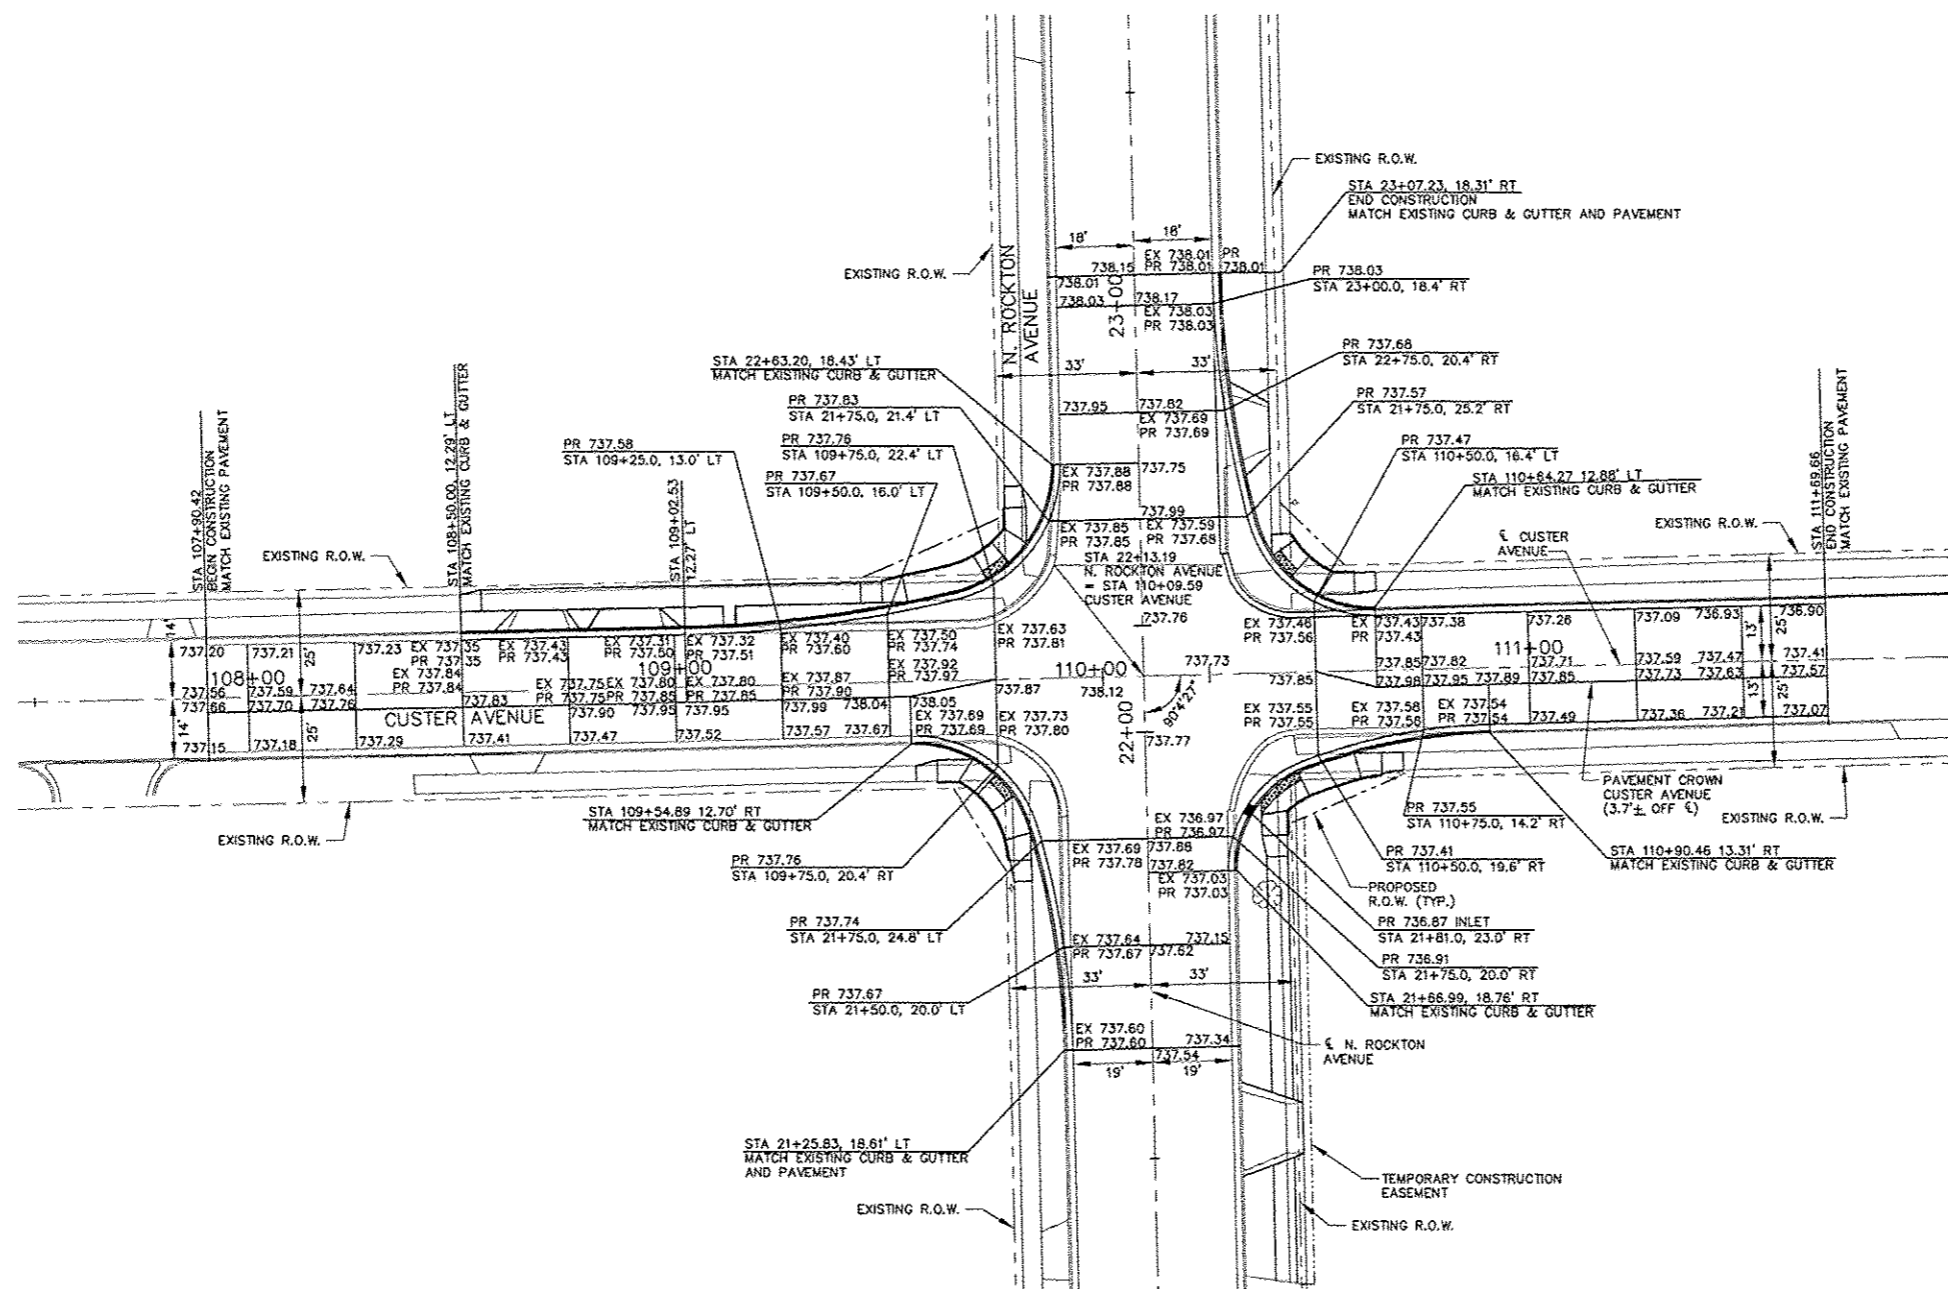 EXISTING R.O.W.
STA 23+07.23, 18.31' RT
END CONSTRUCTION
MATCH EXISTING CURB & GUTTER AND PAVEMENT
18'
18'
EX 738.01
PR
738.15
PR 738.01
738.01
EXISTING R.O.W.
738.01
PR 738.03
STA 23+00.0, 18.4' RT
738.03
738.17
EX 738.03
PR 738.03
23+00
N. ROCKTON
AVENUE
STA 22+63.20, 18.43' LT
MATCH EXISTING CURB & GUTTER
33'
33'
PR 737.68
STA 22+75.0, 20.4' RT
PR 737.83
STA 21+75.0, 21.4' LT
737.95
737.82
EX 737.69
PR 737.69
PR 737.57
STA 21+75.0, 25.2' RT
PR 737.58
STA 109+25.0, 13.0' LT
PR 737.76
STA 109+75.0, 22.4' LT
PR 737.47
STA 110+50.0, 16.4' LT
PR 737.67
STA 109+50.0, 16.0' LT
EX 737.88
PR 737.88
737.75
STA 110+64.27 12.88' LT
MATCH EXISTING CURB & GUTTER
STA 107+90.42
BEGIN CONSTRUCTION
MATCH EXISTING PAVEMENT
STA 108+50.00, 12.29' LT
MATCH EXISTING CURB & GUTTER
STA 109+02.53
12.27' LT
STA 111+69.66
END CONSTRUCTION
MATCH EXISTING PAVEMENT
737.99
EX 737.85
PR 737.85
EX 737.59
PR 737.68
EXISTING R.O.W.
EXISTING R.O.W.
℄ CUSTER
AVENUE
STA 22+13.19
N. ROCKTON AVENUE
= STA 110+09.59
CUSTER AVENUE
737.76
14'
25'
737.20
737.21
737.23
EX 737.35
PR 737.35
EX 737.43
PR 737.43
EX 737.31
PR 737.50
EX 737.32
PR 737.51
EX 737.40
PR 737.60
EX 737.50
PR 737.74
EX 737.63
PR 737.81
EX 737.46
PR 737.56
EX 737.43
PR 737.43
737.38
737.26
737.09
736.93
736.90
13'
25'
108+00
109+00
110+00
111+00
EX 737.84
PR 737.84
EX 737.75
PR 737.75
EX 737.80
PR 737.85
EX 737.80
PR 737.85
EX 737.87
PR 737.90
EX 737.92
PR 737.97
737.87
738.12
737.73
737.85
737.85
737.82
737.71
737.59
737.47
737.41
737.56
737.59
737.64
737.66
737.70
737.76
737.83
737.90
737.95
737.95
737.99
738.04
738.05
737.98
737.95
737.89
737.85
737.73
737.63
737.57
CUSTER AVENUE
14'
25'
737.15
737.18
737.29
737.41
737.47
737.52
737.57
737.67
EX 737.69
PR 737.69
EX 737.73
PR 737.80
22+00
737.77
90°4'27"
EX 737.55
PR 737.55
EX 737.58
PR 737.56
EX 737.54
PR 737.54
737.49
737.36
737.21
737.07
13'
25'
PAVEMENT CROWN
CUSTER AVENUE
(3.7'± OFF ℄)
EXISTING R.O.W.
EXISTING R.O.W.
STA 109+54.89 12.70' RT
MATCH EXISTING CURB & GUTTER
EX 736.97
PR 736.97
PR 737.55
STA 110+75.0, 14.2' RT
EX 737.69
PR 737.78
737.88
737.82
EX 737.03
PR 737.03
PR 737.76
STA 109+75.0, 20.4' RT
PR 737.41
STA 110+50.0, 19.6' RT
STA 110+90.46 13.31' RT
MATCH EXISTING CURB & GUTTER
PROPOSED
R.O.W. (TYP.)
PR 737.74
STA 21+75.0, 24.8' LT
PR 736.87 INLET
STA 21+81.0, 23.0' RT
EX 737.64
PR 737.67
737.15
737.62
PR 736.91
STA 21+75.0, 20.0' RT
33'
33'
PR 737.67
STA 21+50.0, 20.0' LT
STA 21+66.99, 18.76' RT
MATCH EXISTING CURB & GUTTER
EX 737.60
PR 737.60
737.34
737.54
19'
19'
℄ N. ROCKTON
AVENUE
STA 21+25.83, 18.61' LT
MATCH EXISTING CURB & GUTTER
AND PAVEMENT
TEMPORARY CONSTRUCTION
EASEMENT
EXISTING R.O.W.
EXISTING R.O.W.